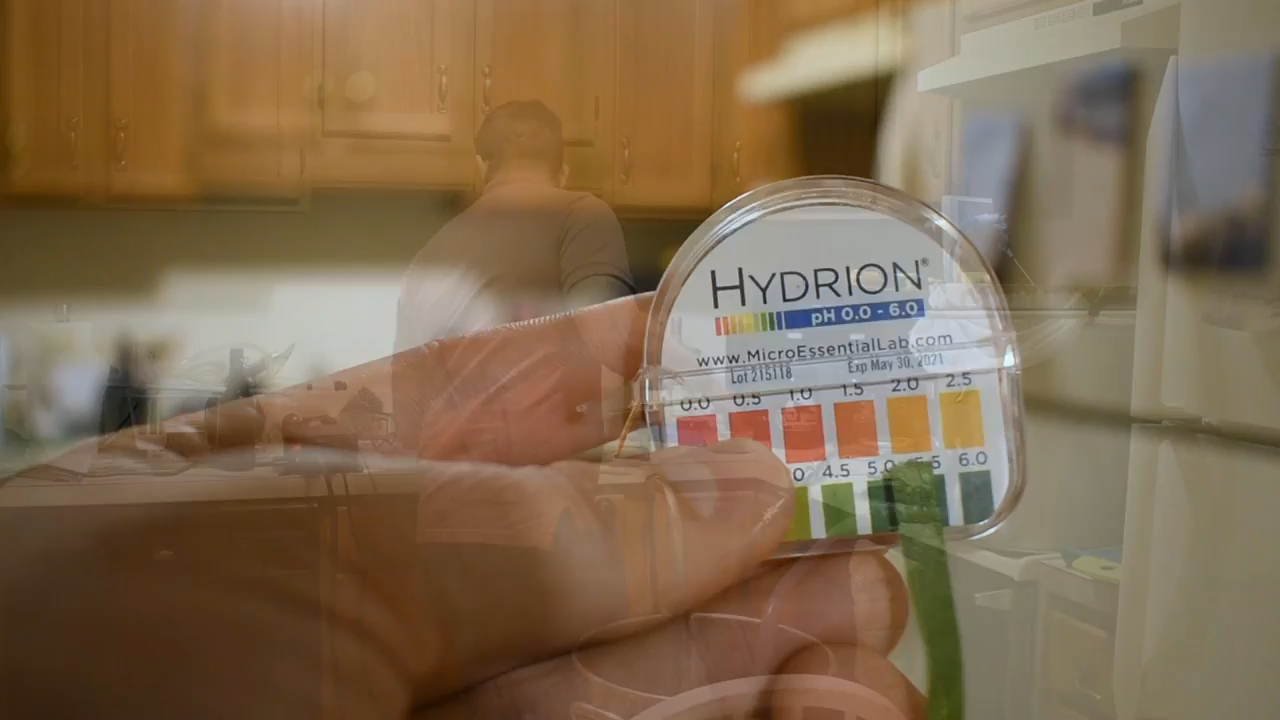 HYDRION®
pH 0.0 - 6.0
www.MicroEssentialLab.com
Lot 215118 Exp May 30, 2021
0.0 0.5 1.0 1.5 2.0 2.5
4.5 5.0 6.0